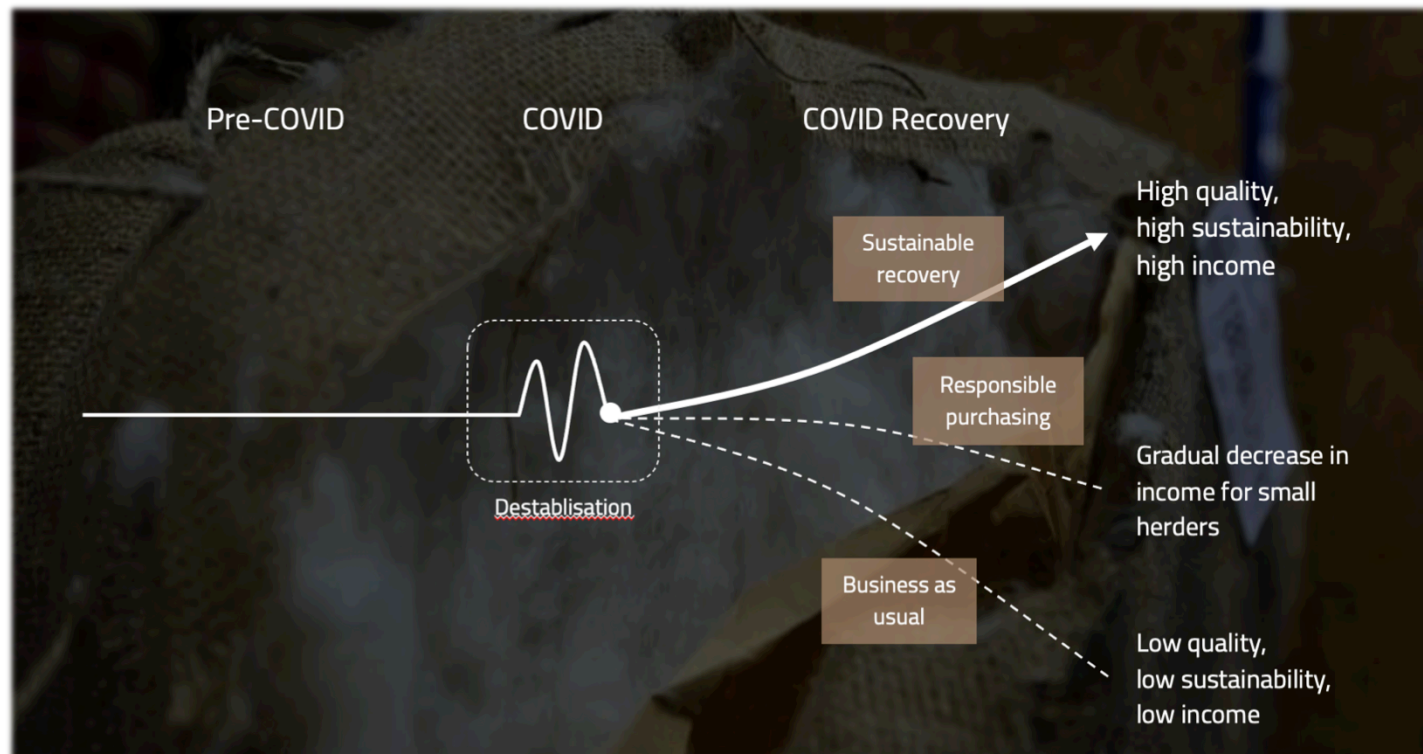 Pre-COVID
COVID
COVID Recovery
High quality,
high sustainability,
high income
Sustainable
recovery
Responsible
purchasing
Destablisation
Gradual decrease in
income for small
herders
Business as
usual
Low quality,
low sustainability,
low income